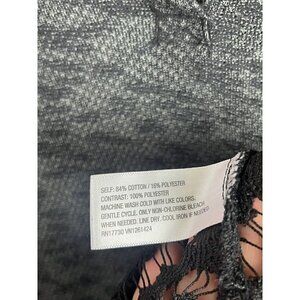 SELF: 84% COTTON / 16% POLYESTER
CONTRAST: 100% POLYESTER
MACHINE WASH COLD WITH LIKE COLORS.
GENTLE CYCLE. ONLY NON-CHLORINE BLEACH
WHEN NEEDED. LINE DRY, COOL IRON IF NEEDED
RN17730 VN1261424